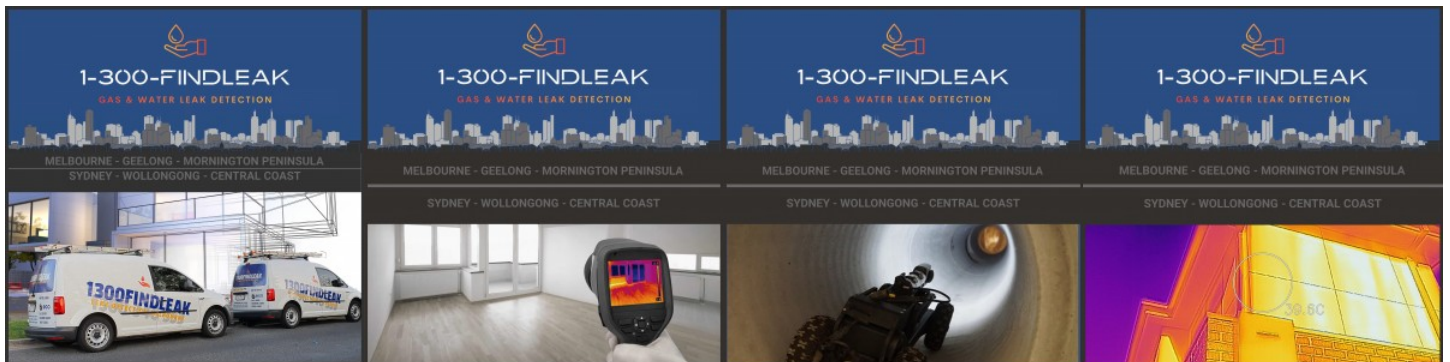 1-300-FINDLEAK
GAS & WATER LEAK DETECTION
MELBOURNE - GEELONG - MORNINGTON PENINSULA
SYDNEY - WOLLONGONG - CENTRAL COAST
1300FINDLEAK
1300FINDLEAK
1-300-FINDLEAK
GAS & WATER LEAK DETECTION
MELBOURNE - GEELONG - MORNINGTON PENINSULA
SYDNEY - WOLLONGONG - CENTRAL COAST
1-300-FINDLEAK
GAS & WATER LEAK DETECTION
MELBOURNE - GEELONG - MORNINGTON PENINSULA
SYDNEY - WOLLONGONG - CENTRAL COAST
1-300-FINDLEAK
GAS & WATER LEAK DETECTION
MELBOURNE - GEELONG - MORNINGTON PENINSULA
SYDNEY - WOLLONGONG - CENTRAL COAST
39.6C